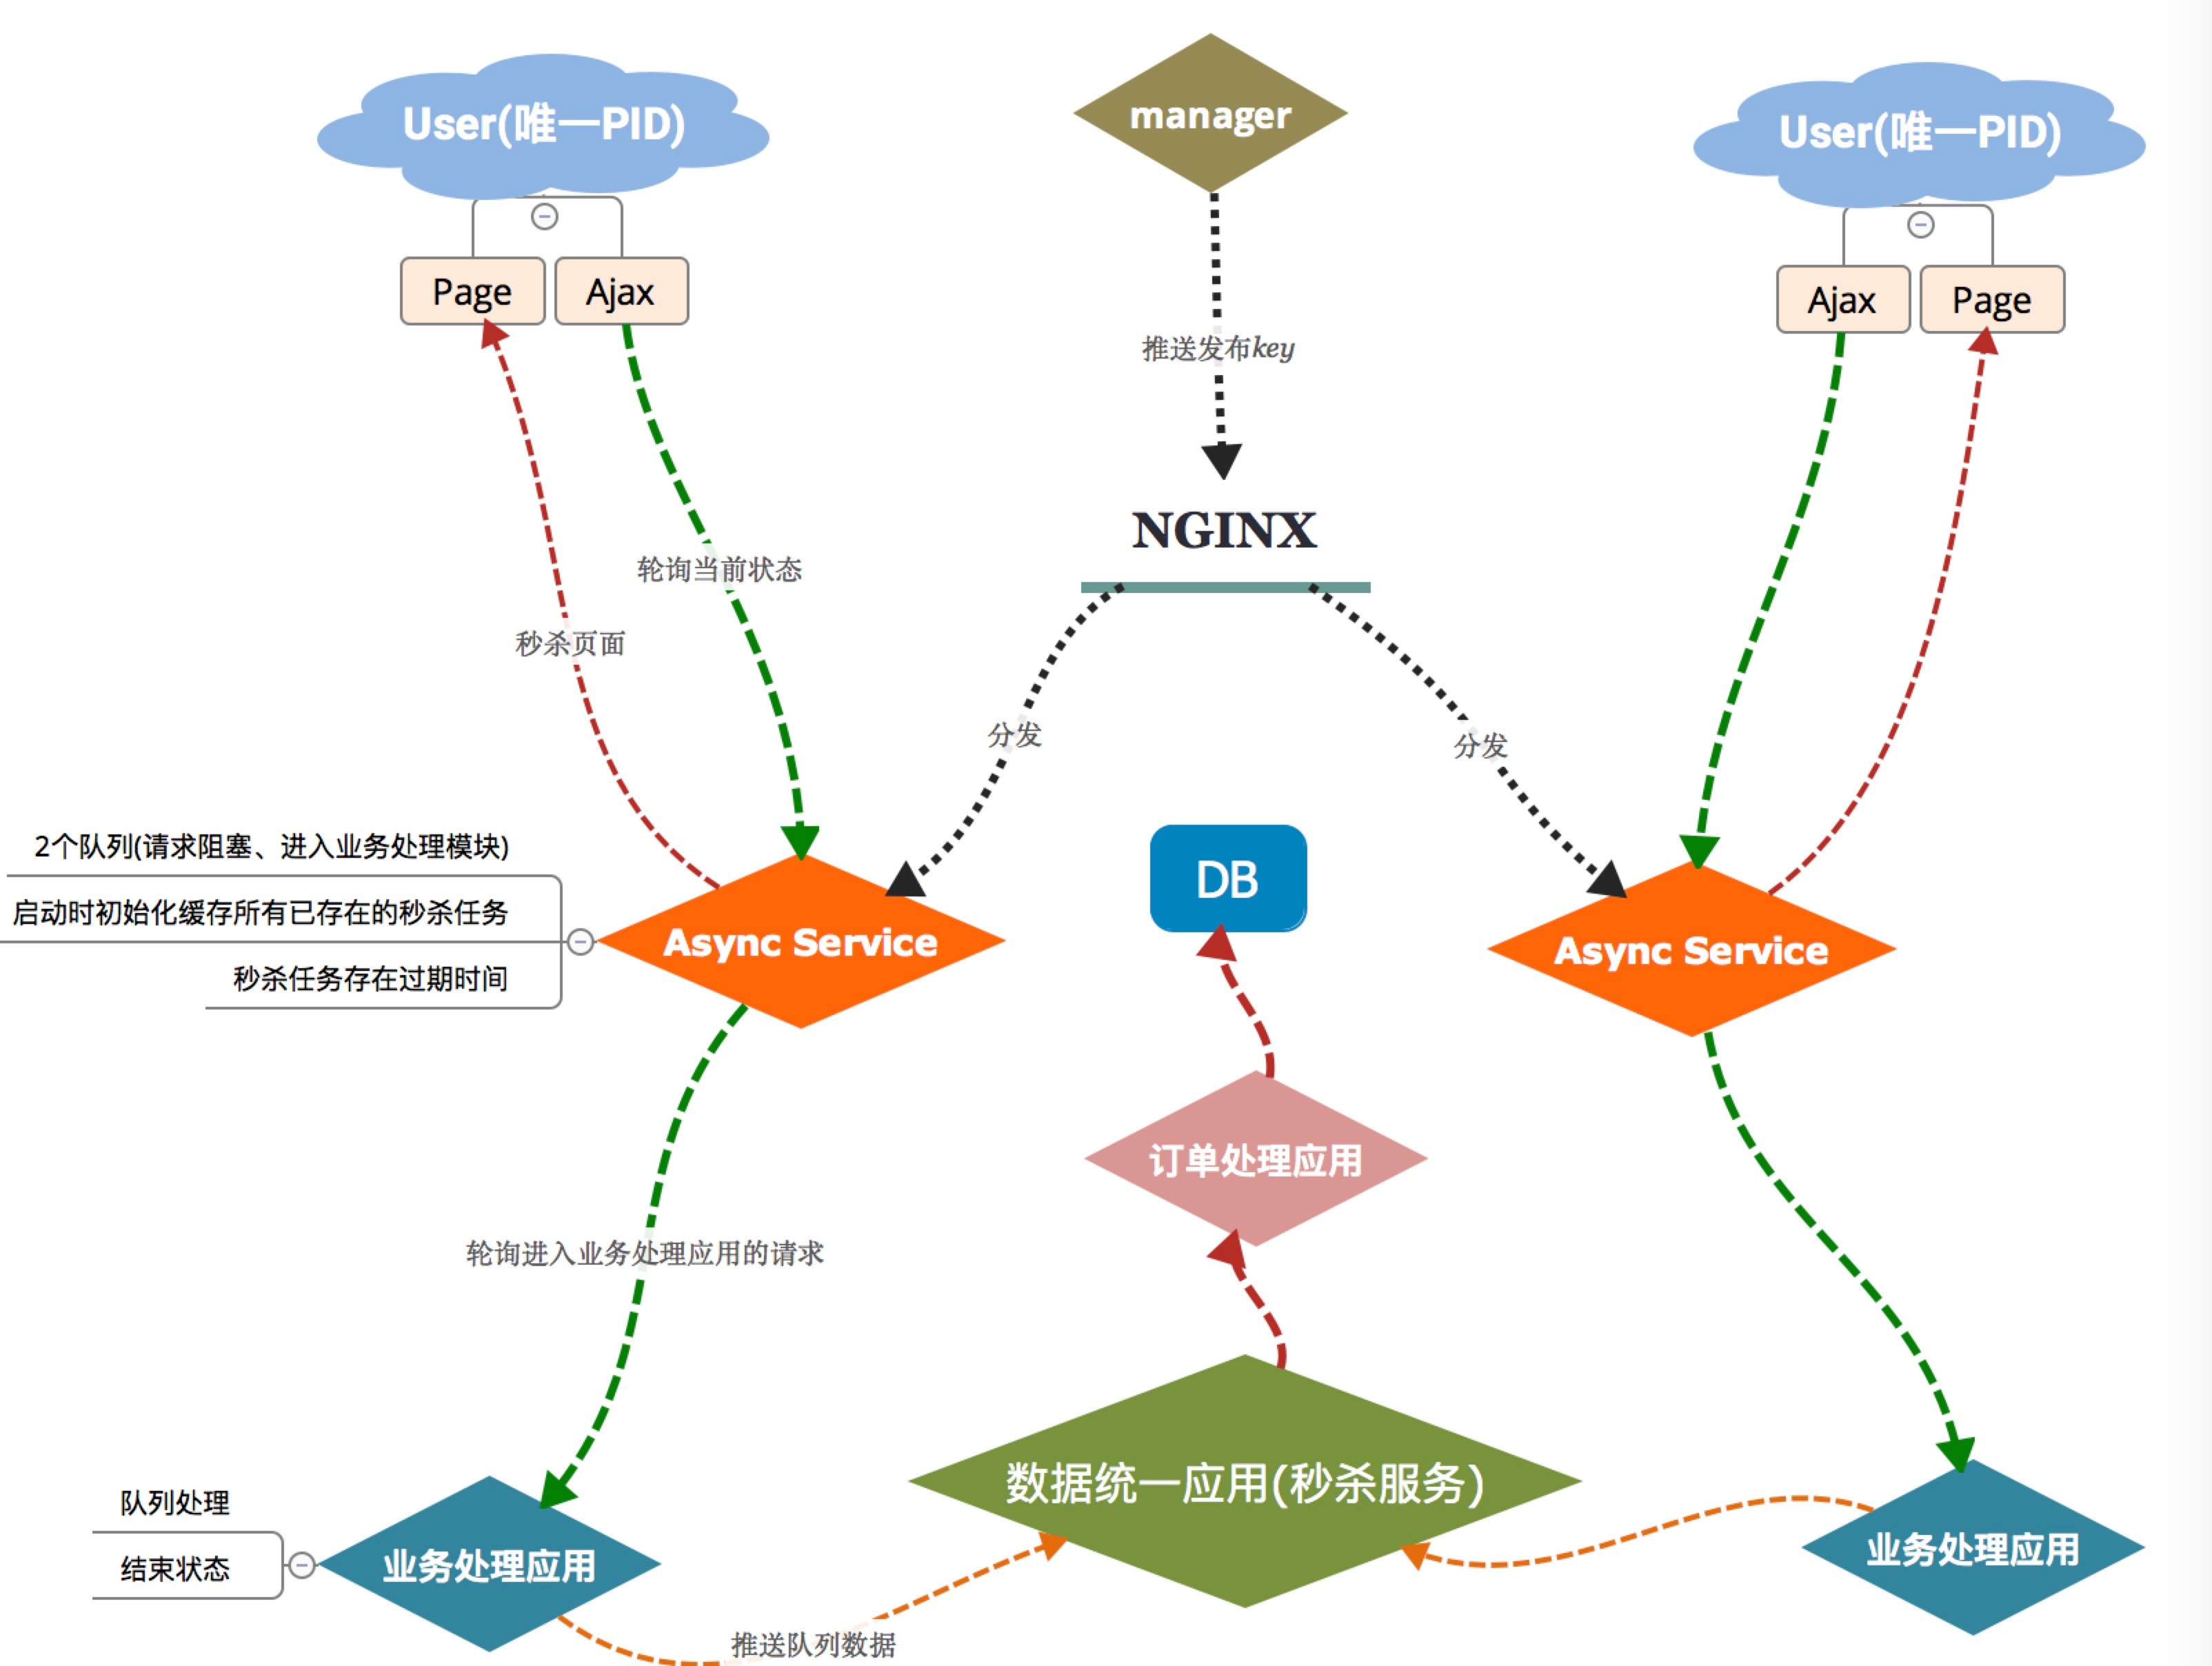 User(唯一PID)
manager
User(唯一PID)
Page
Ajax
Ajax
Page
推送发布key
NGINX
轮询当前状态
秒杀页面
分发
分发
2个队列(请求阻塞、进入业务处理模块)
启动时初始化缓存所有已存在的秒杀任务
秒杀任务存在过期时间
Async Service
DB
Async Service
订单处理应用
轮询进入业务处理应用的请求
数据统一应用(秒杀服务)
队列处理
结束状态
业务处理应用
业务处理应用
推送队列数据